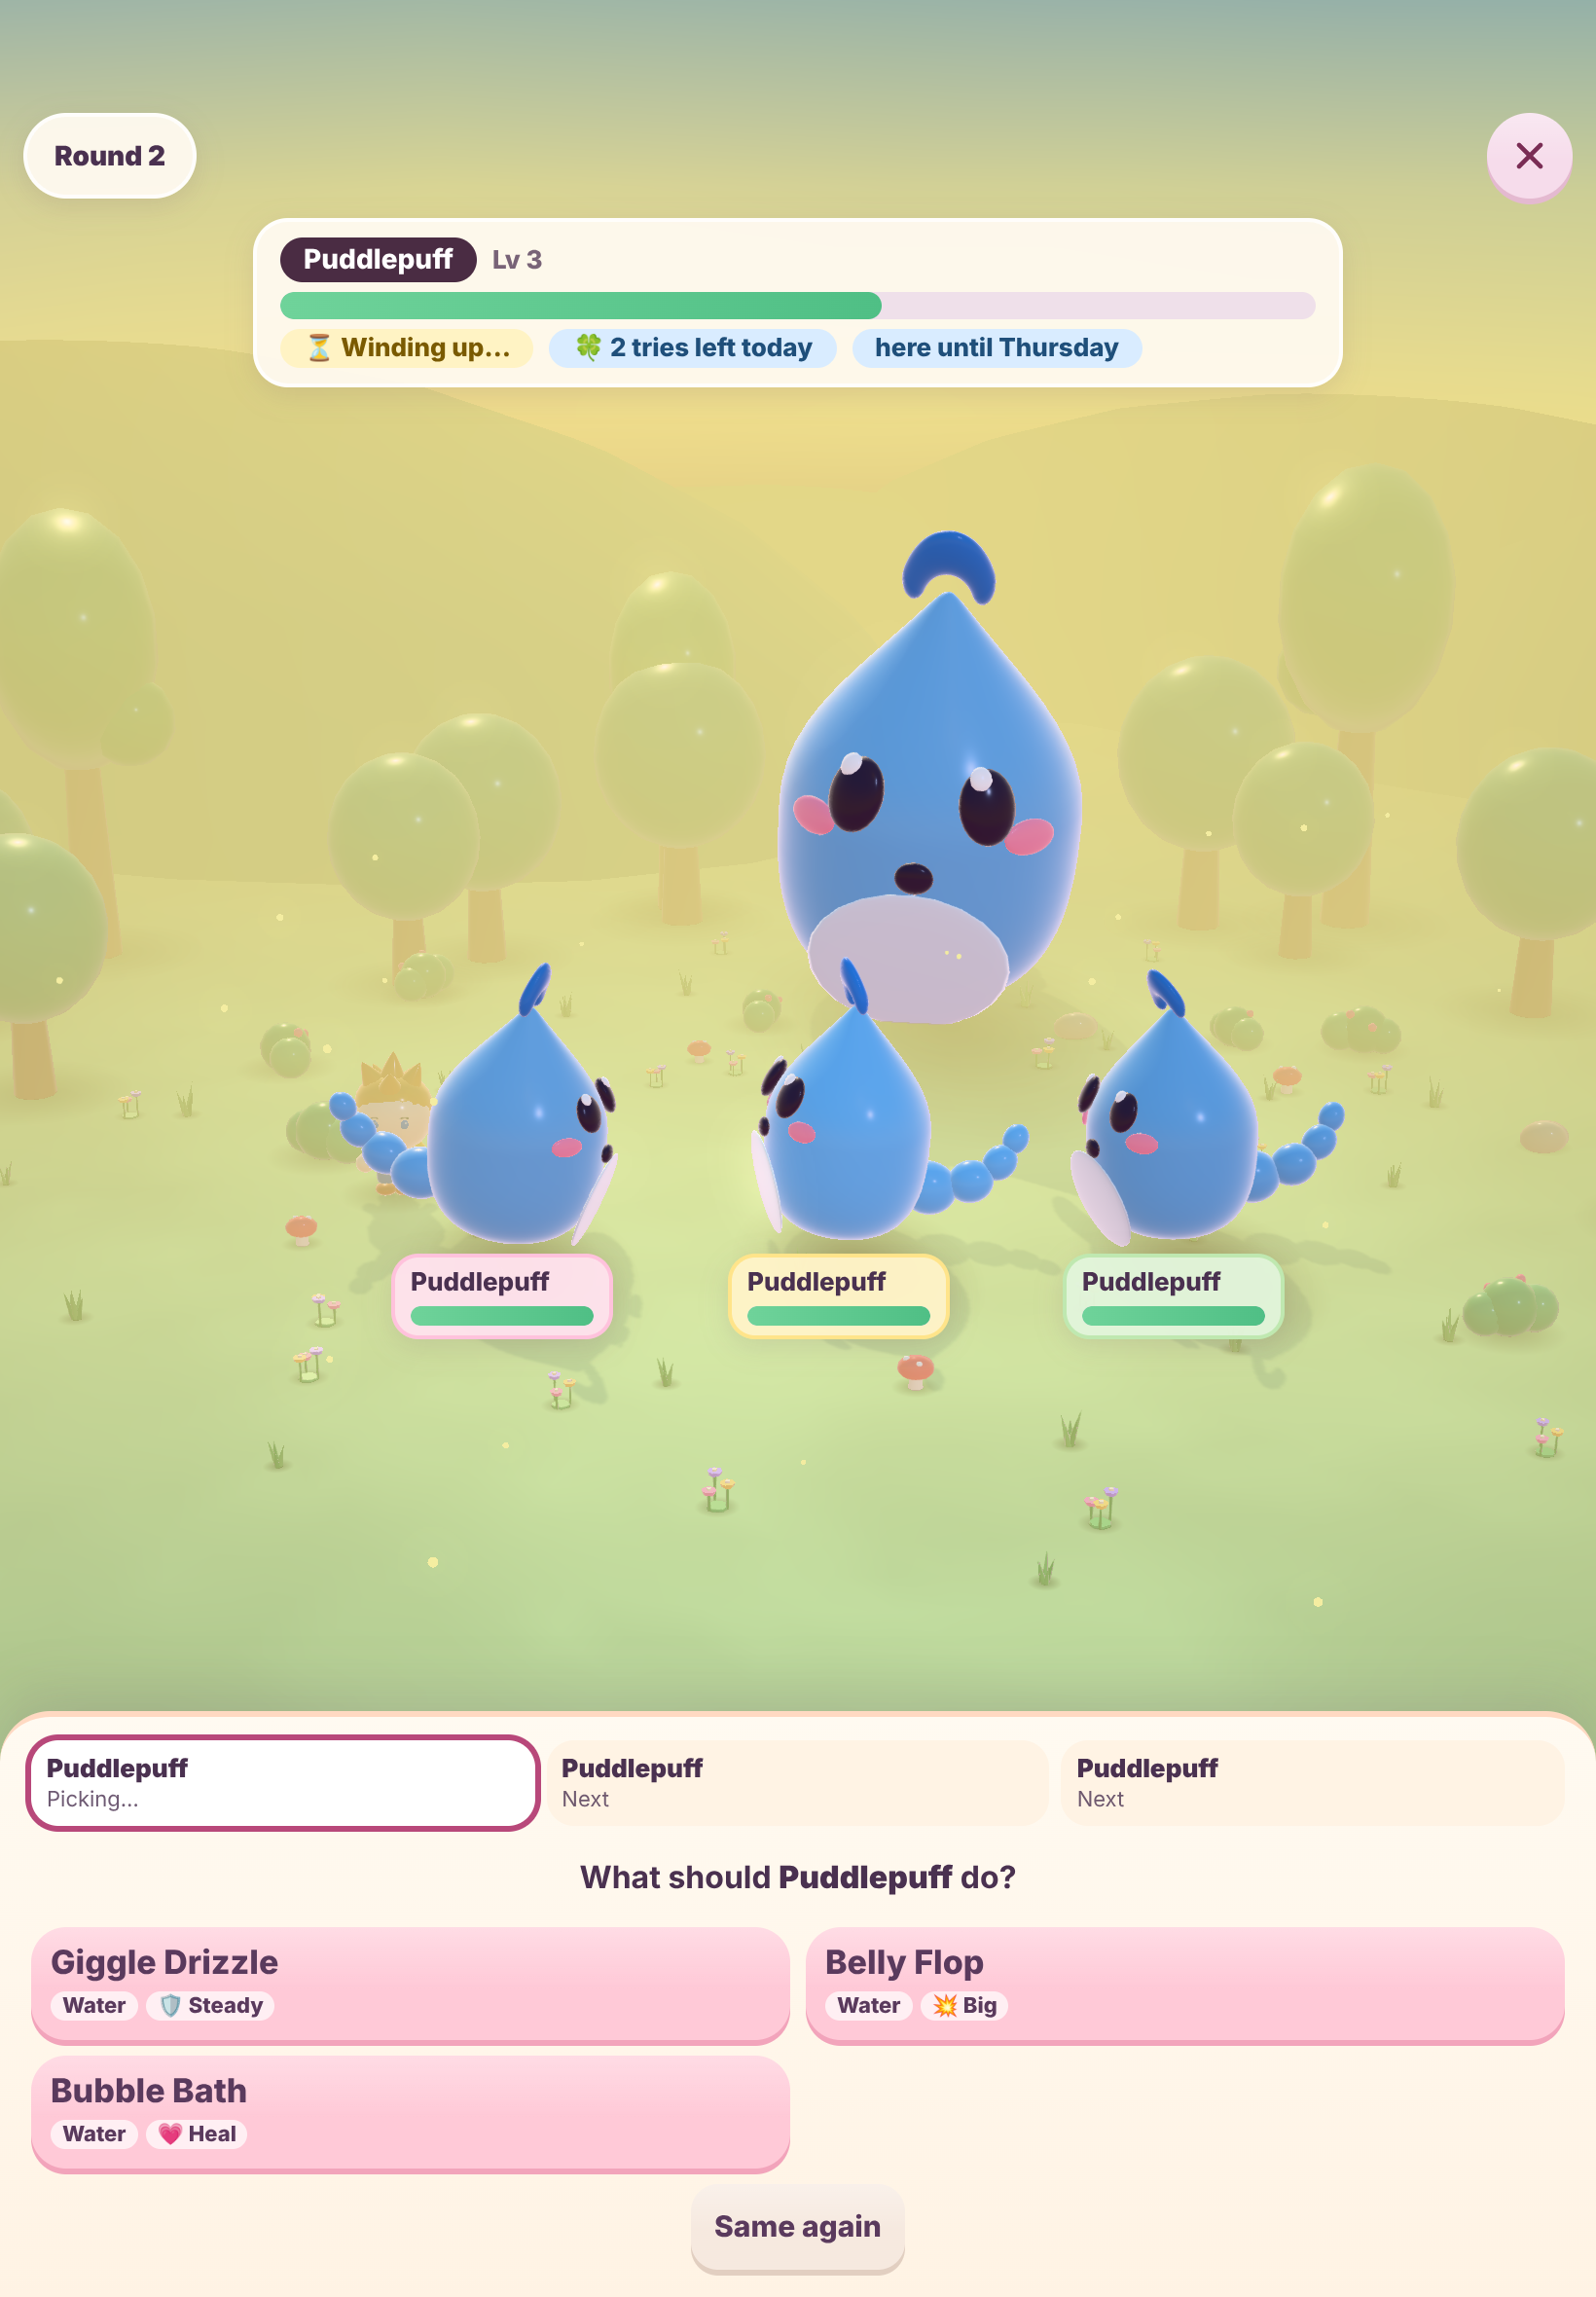 Round 2
Puddlepuff Lv 3
⏳ Winding up... 🍀 2 tries left today here until Thursday
Puddlepuff Puddlepuff Puddlepuff
Puddlepuff Puddlepuff Puddlepuff
Picking... Next Next
What should Puddlepuff do?
Giggle Drizzle Belly Flop
Water 🛡️ Steady Water 💥 Big
Bubble Bath
Water 💗 Heal
Same again